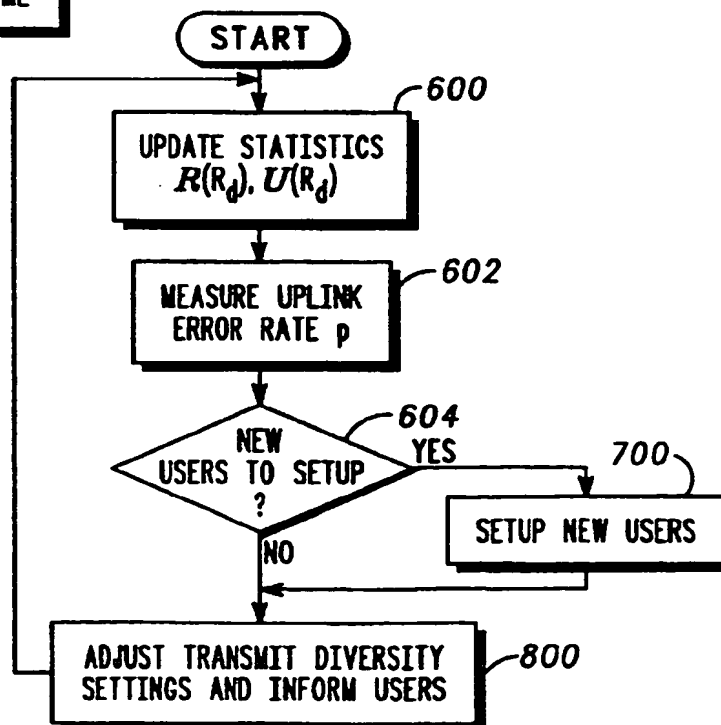 START
600
UPDATE STATISTICS
R(Rd), U(Rd)
602
MEASURE UPLINK
ERROR RATE p
604
NEW
USERS TO SETUP
?
YES
700
SETUP NEW USERS
NO
ADJUST TRANSMIT DIVERSITY
SETTINGS AND INFORM USERS
800